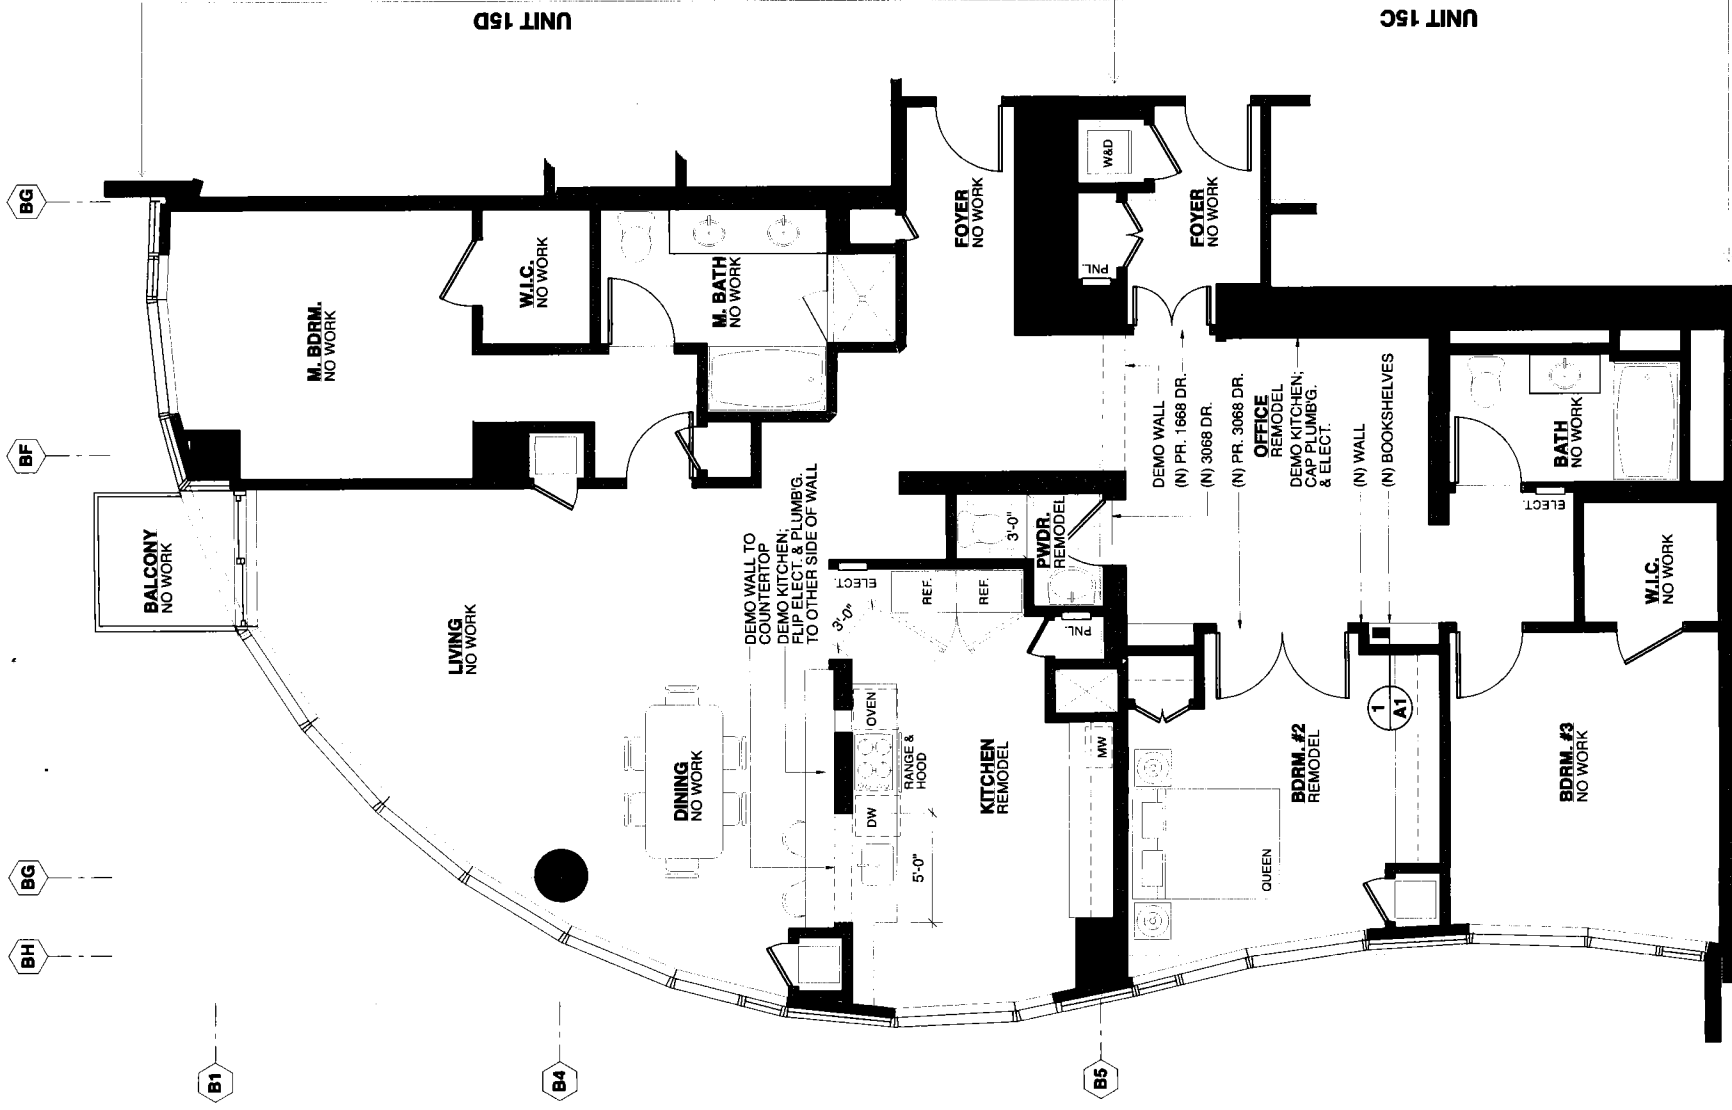 UNIT 15D
UNIT 15C
BG
BF
BG
BH
B1
B4
B5
BALCONY
NO WORK
M. BDRM.
NO WORK
W.I.C.
NO WORK
M. BATH
NO WORK
FOYER
NO WORK
FOYER
NO WORK
W&D
PNL.
LIVING
NO WORK
DINING
NO WORK
DEMO WALL TO
COUNTERTOP
DEMO KITCHEN;
FLIP ELECT. & PLUMB'G.
TO OTHER SIDE OF WALL
ELECT.
3'-0"
REF.
REF.
3'-0"
PWDR.
REMODEL
PNL.
OVEN
RANGE &
HOOD
DW
5'-0"
KITCHEN
REMODEL
MW
DEMO WALL
(N) PR. 1668 DR.
(N) 3068 DR.
(N) PR. 3068 DR.
OFFICE
REMODEL
DEMO KITCHEN;
CAP PLUMB'G.
& ELECT.
(N) WALL
(N) BOOKSHELVES
BATH
NO WORK
ELECT.
W.I.C.
NO WORK
QUEEN
BDRM. #2
REMODEL
1
A1
BDRM. #3
NO WORK